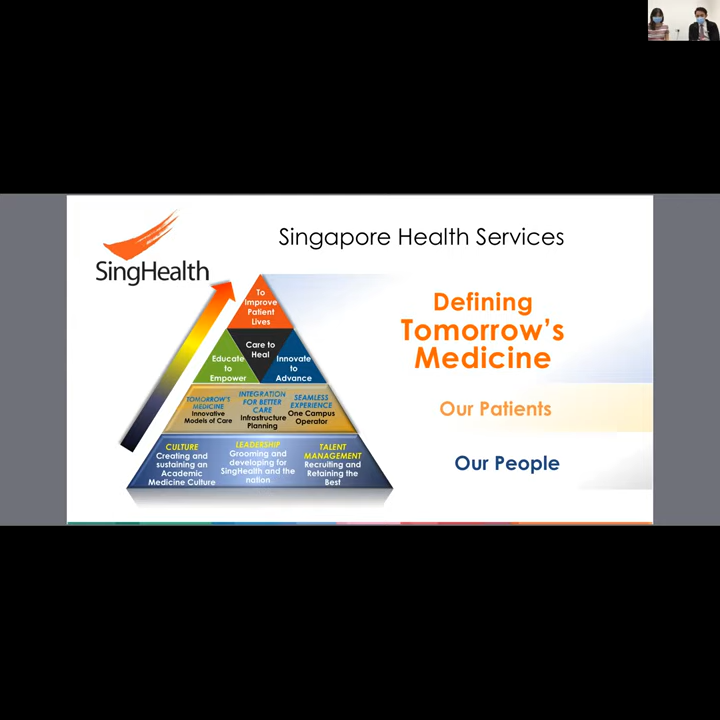 Singapore Health Services
SingHealth
To
Improve
Patient
Lives
Care to
Heal
Educate
to
Empower
Innovate
to
Advance
TOMORROW'S
MEDICINE
Innovative
Models of Care
INTEGRATION
FOR BETTER
CARE
Infrastructure
Planning
SEAMLESS
EXPERIENCE
One Campus
Operator
CULTURE
Creating and
sustaining an
Academic
Medicine Culture
LEADERSHIP
Grooming and
developing for
SingHealth and the
nation
TALENT
MANAGEMENT
Recruiting and
Retaining the
Best
Defining
Tomorrow's
Medicine
Our Patients
Our People